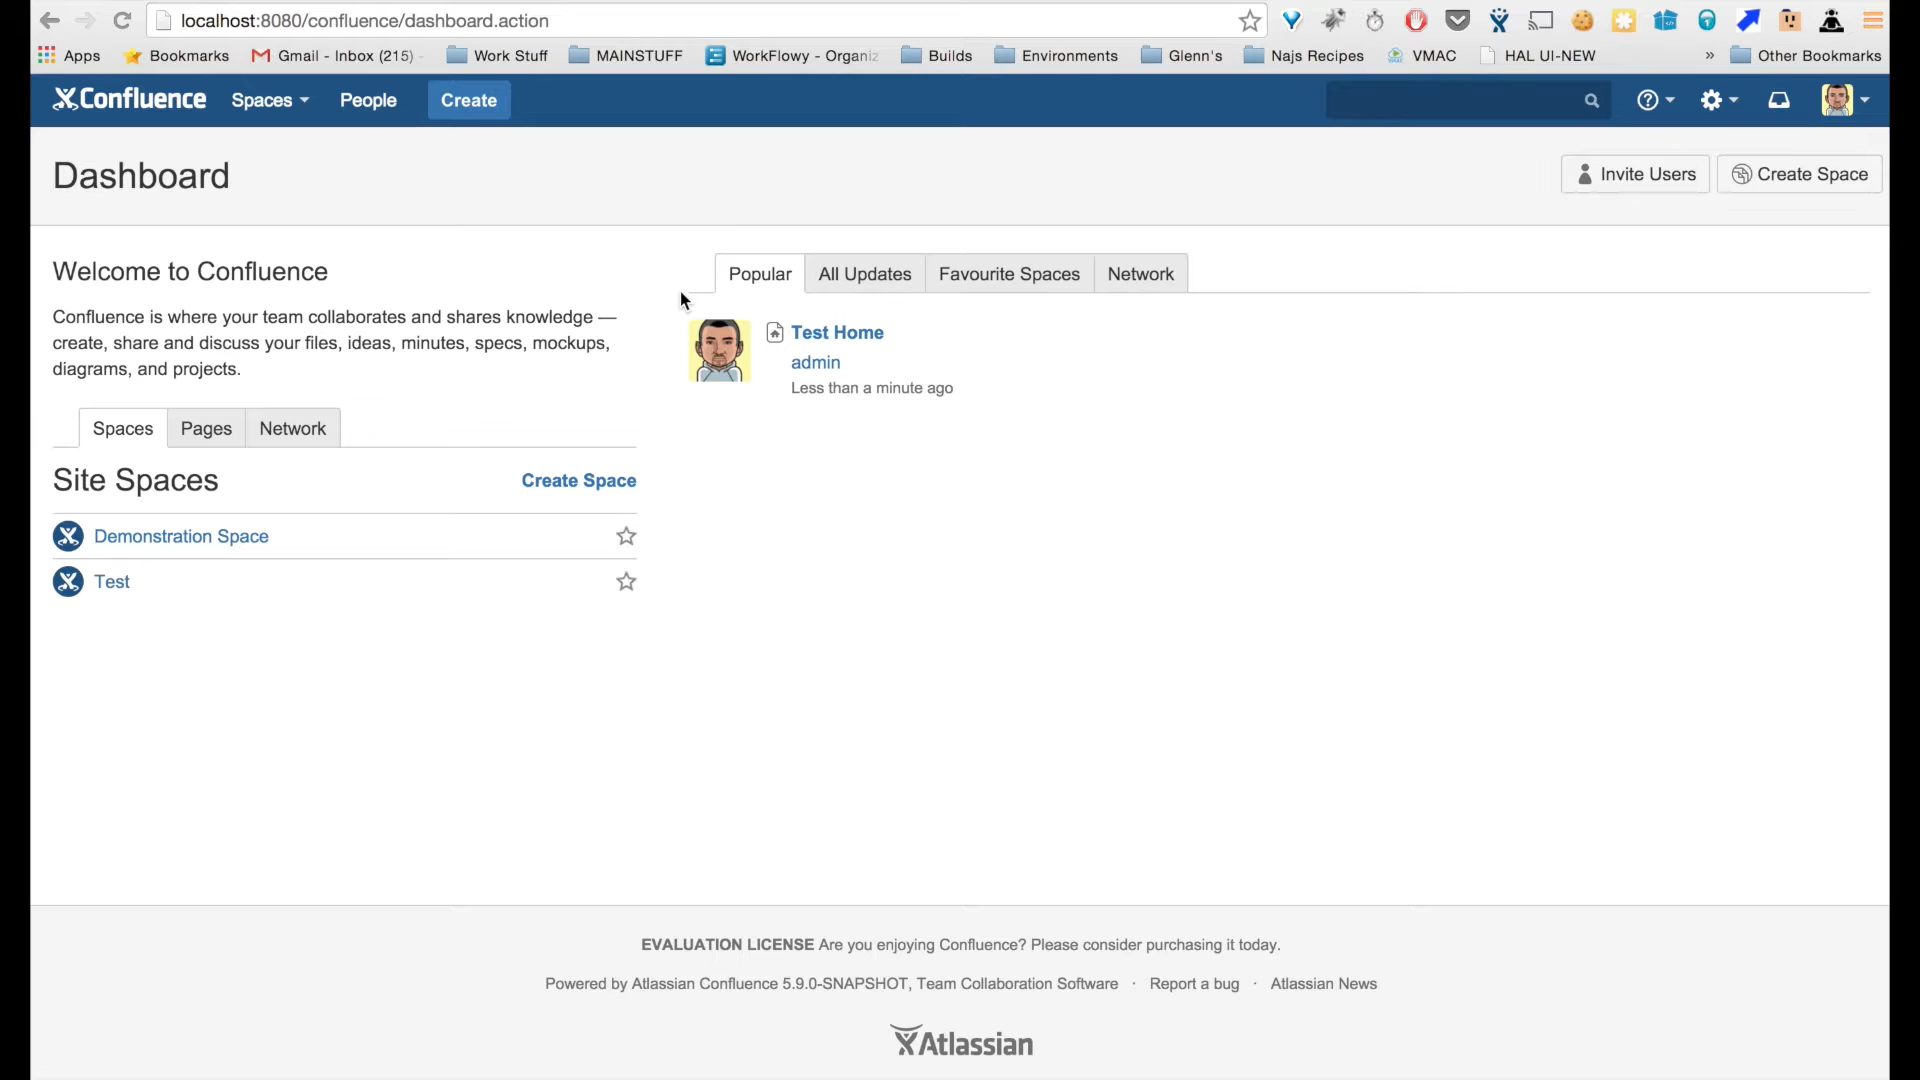 localhost:8080/confluence/dashboard.action
Apps Bookmarks Gmail - Inbox (215) - Work Stuff MAINSTUFF WorkFlowy - Organiz Builds Environments Glenn's Najs Recipes VMAC HAL UI-NEW » Other Bookmarks
Confluence Spaces People Create
Dashboard
Invite Users Create Space
Welcome to Confluence
Confluence is where your team collaborates and shares knowledge —
create, share and discuss your files, ideas, minutes, specs, mockups,
diagrams, and projects.
Spaces Pages Network
Site Spaces Create Space
Demonstration Space
Test
Popular All Updates Favourite Spaces Network
Test Home
admin
Less than a minute ago
EVALUATION LICENSE Are you enjoying Confluence? Please consider purchasing it today.
Powered by Atlassian Confluence 5.9.0-SNAPSHOT, Team Collaboration Software · Report a bug · Atlassian News
Atlassian